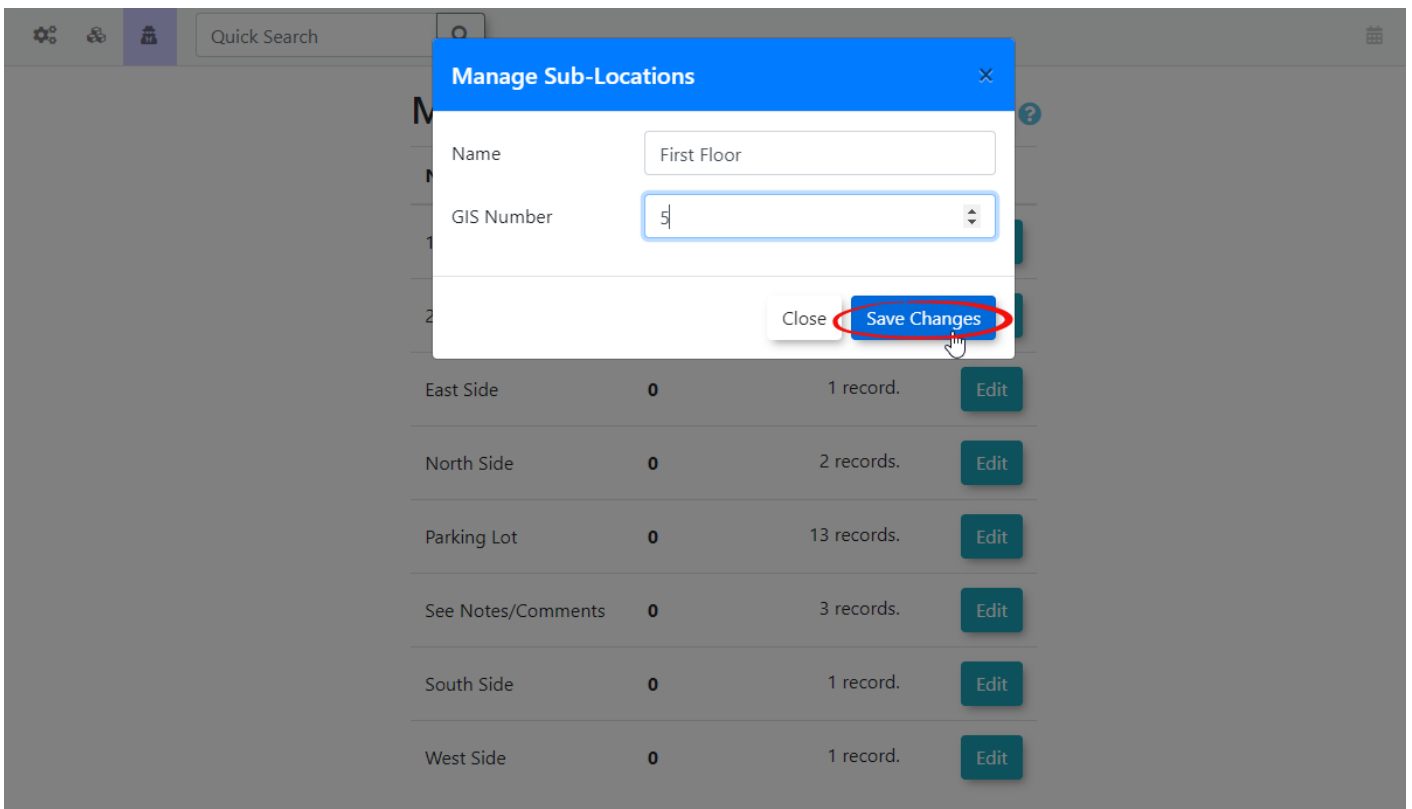 Quick Search
Manage Sub-Locations ×
M
Name First Floor
N
GIS Number 5
1
2
Close Save Changes
East Side 0 1 record. Edit
North Side 0 2 records. Edit
Parking Lot 0 13 records. Edit
See Notes/Comments 0 3 records. Edit
South Side 0 1 record. Edit
West Side 0 1 record. Edit